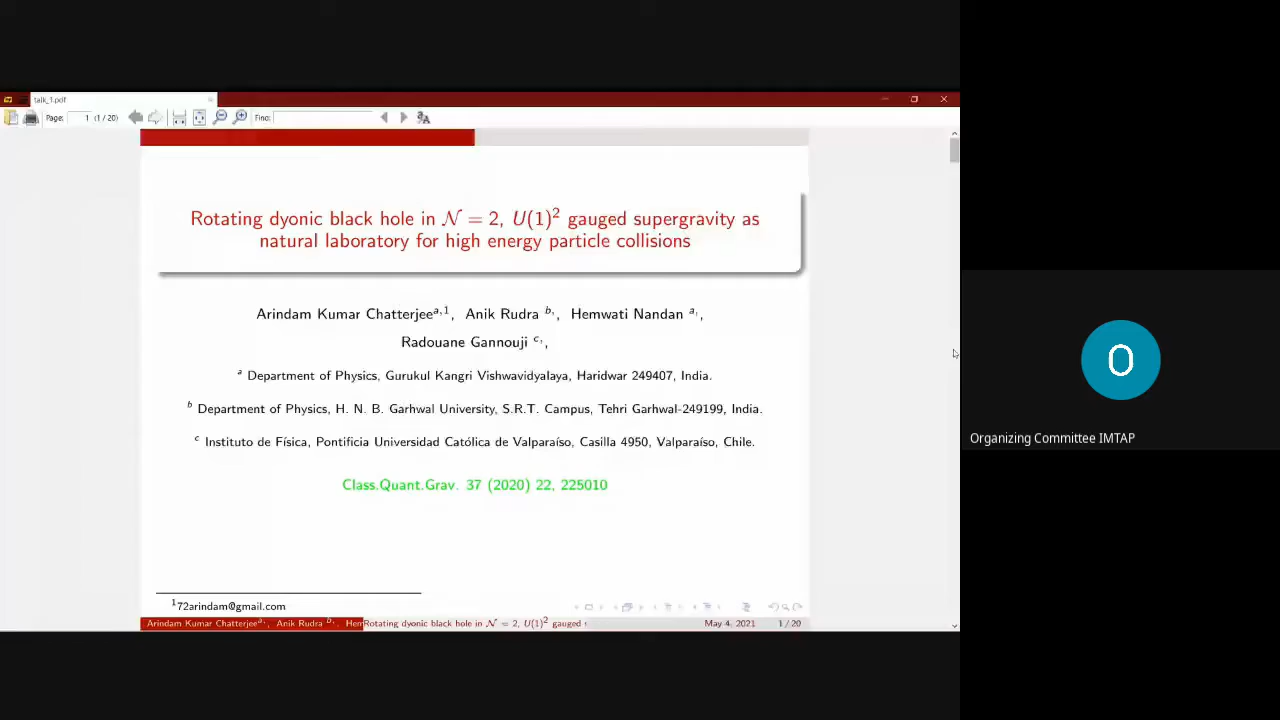 talk_1.pdf
Page: 1 (1 / 20) Find:
Rotating dyonic black hole in 𝒩 = 2, U(1)² gauged supergravity as
natural laboratory for high energy particle collisions
Arindam Kumar Chatterjee^{a,1}, Anik Rudra ^{b,}, Hemwati Nandan ^{a,},
Radouane Gannouji ^{c,},
^a Department of Physics, Gurukul Kangri Vishwavidyalaya, Haridwar 249407, India.
^b Department of Physics, H. N. B. Garhwal University, S.R.T. Campus, Tehri Garhwal-249199, India.
^c Instituto de Física, Pontificia Universidad Católica de Valparaíso, Casilla 4950, Valparaíso, Chile.
Class.Quant.Grav. 37 (2020) 22, 225010
¹72arindam@gmail.com
Arindam Kumar Chatterjee^{a,}, Anik Rudra ^{b,}, Hem Rotating dyonic black hole in 𝒩 = 2, U(1)² gauged May 4, 2021 1 / 20
O
Organizing Committee IMTAP